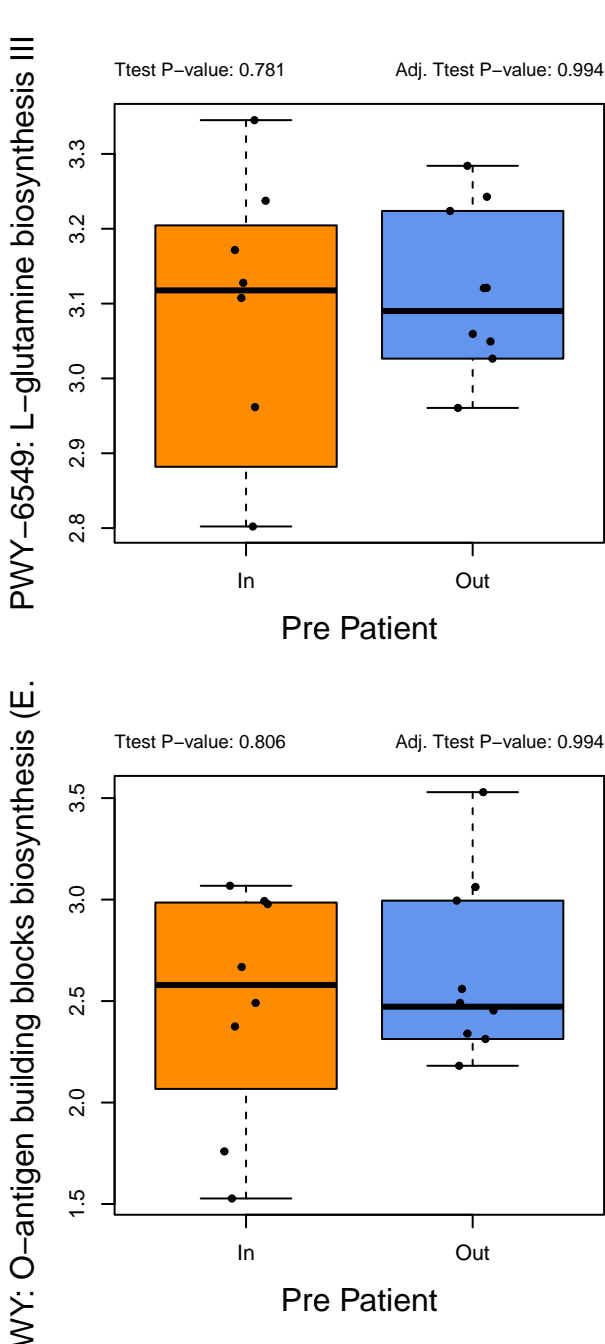 PWY−6549: L−glutamine biosynthesis III
Ttest P−value: 0.781
Adj. Ttest P−value: 0.994
3.3
3.2
3.1
3.0
2.9
2.8
In
Out
Pre Patient
WY: O−antigen building blocks biosynthesis (E.
Ttest P−value: 0.806
Adj. Ttest P−value: 0.994
3.5
3.0
2.5
2.0
1.5
In
Out
Pre Patient